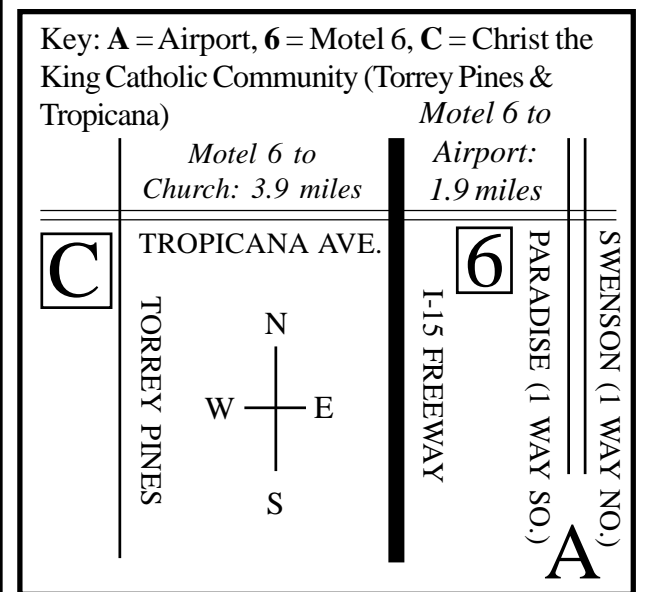 Key: A = Airport, 6 = Motel 6, C = Christ the
King Catholic Community (Torrey Pines &
Tropicana)
Motel 6 to
Church: 3.9 miles
Motel 6 to
Airport:
1.9 miles
C
TROPICANA AVE.
6
TORREY PINES
N
W
E
S
I-15 FREEWAY
PARADISE (1 WAY SO.)
SWENSON (1 WAY NO.)
A